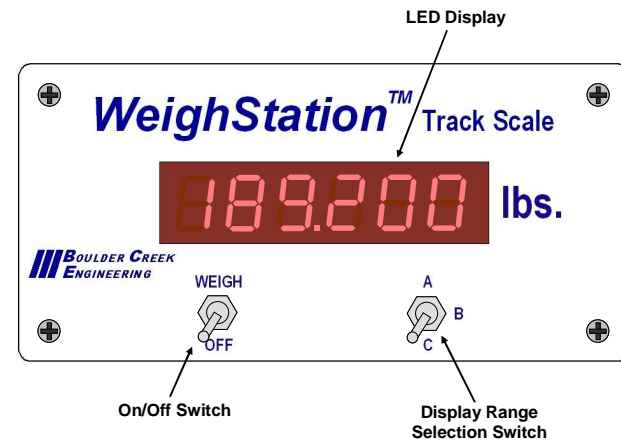 LED Display
WeighStation™ Track Scale
189.200 lbs.
BOULDER CREEK
ENGINEERING
WEIGH
OFF
A
B
C
On/Off Switch
Display Range
Selection Switch